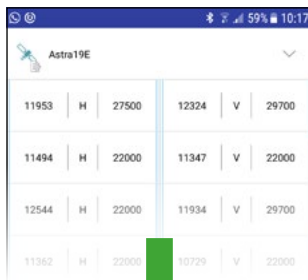 59% 10:17
Astra19E
11953 H 27500 12324 V 29700
11494 H 22000 11347 V 22000
12544 H 22000 11934 V 29700
11362 H 22000 10729 V 22000